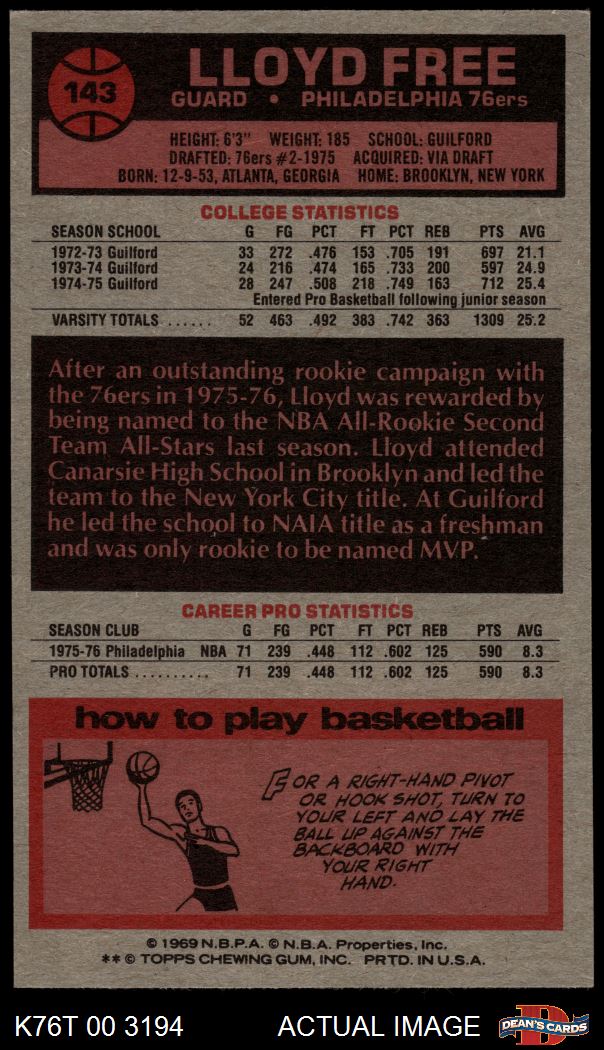 143
LLOYD FREE
GUARD • PHILADELPHIA 76ers
HEIGHT: 6'3" WEIGHT: 185 SCHOOL: GUILFORD
DRAFTED: 76ers #2-1975 ACQUIRED: VIA DRAFT
BORN: 12-9-53, ATLANTA, GEORGIA HOME: BROOKLYN, NEW YORK
COLLEGE STATISTICS
SEASON SCHOOL G FG PCT FT PCT REB PTS AVG
1972-73 Guilford 33 272 .476 153 .705 191 697 21.1
1973-74 Guilford 24 216 .474 165 .733 200 597 24.9
1974-75 Guilford 28 247 .508 218 .749 163 712 25.4
Entered Pro Basketball following junior season
VARSITY TOTALS ...... 52 463 .492 383 .742 363 1309 25.2
After an outstanding rookie campaign with
the 76ers in 1975-76, Lloyd was rewarded by
being named to the NBA All-Rookie Second
Team All-Stars last season. Lloyd attended
Canarsie High School in Brooklyn and led the
team to the New York City title. At Guilford
he led the school to NAIA title as a freshman
and was only rookie to be named MVP.
CAREER PRO STATISTICS
SEASON CLUB G FG PCT FT PCT REB PTS AVG
1975-76 Philadelphia NBA 71 239 .448 112 .602 125 590 8.3
PRO TOTALS .......... 71 239 .448 112 .602 125 590 8.3
how to play basketball
FOR A RIGHT-HAND PIVOT
OR HOOK SHOT, TURN TO
YOUR LEFT AND LAY THE
BALL UP AGAINST THE
BACKBOARD WITH
YOUR RIGHT
HAND.
© 1969 N.B.P.A. © N.B.A. Properties, Inc.
** © TOPPS CHEWING GUM, INC. PRTD. IN U.S.A.
K76T 00 3194 ACTUAL IMAGE
D
DEAN'S CARDS